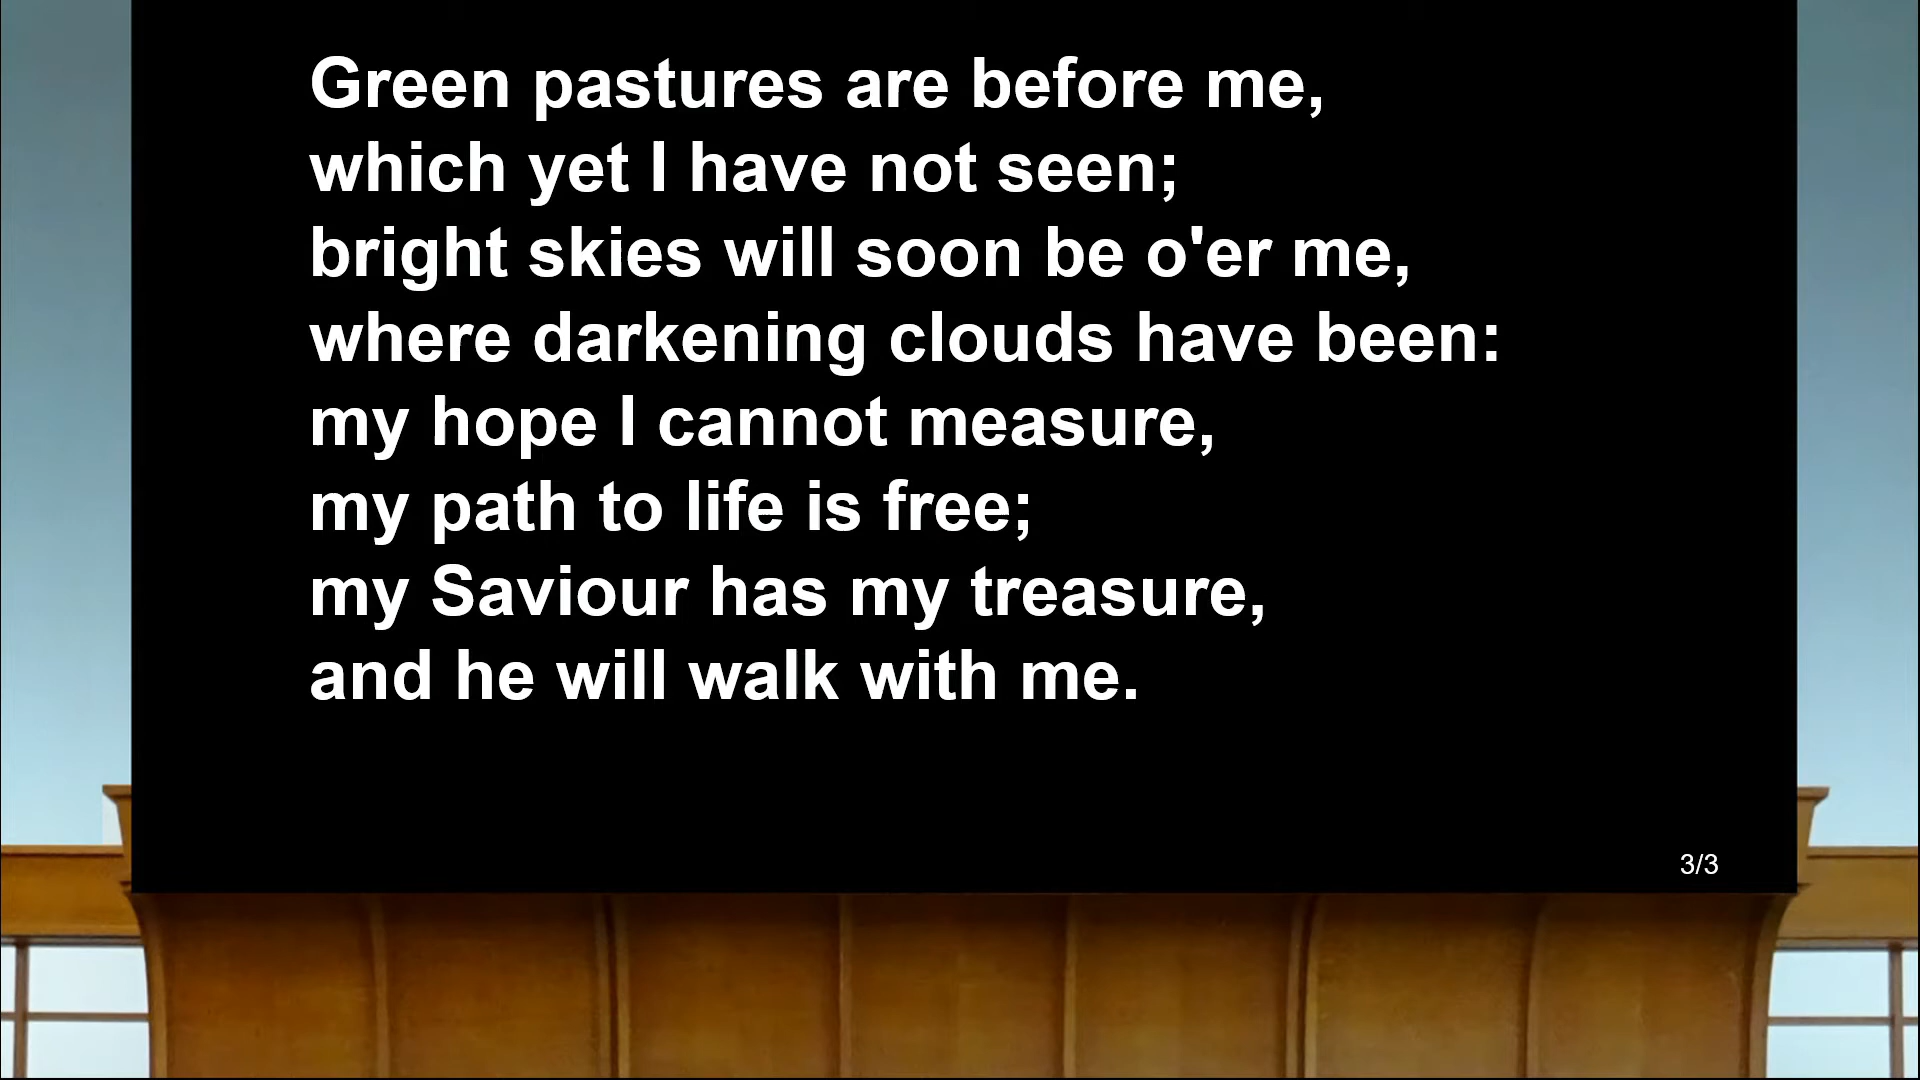 Green pastures are before me,
which yet I have not seen;
bright skies will soon be o'er me,
where darkening clouds have been:
my hope I cannot measure,
my path to life is free;
my Saviour has my treasure,
and he will walk with me.
3/3